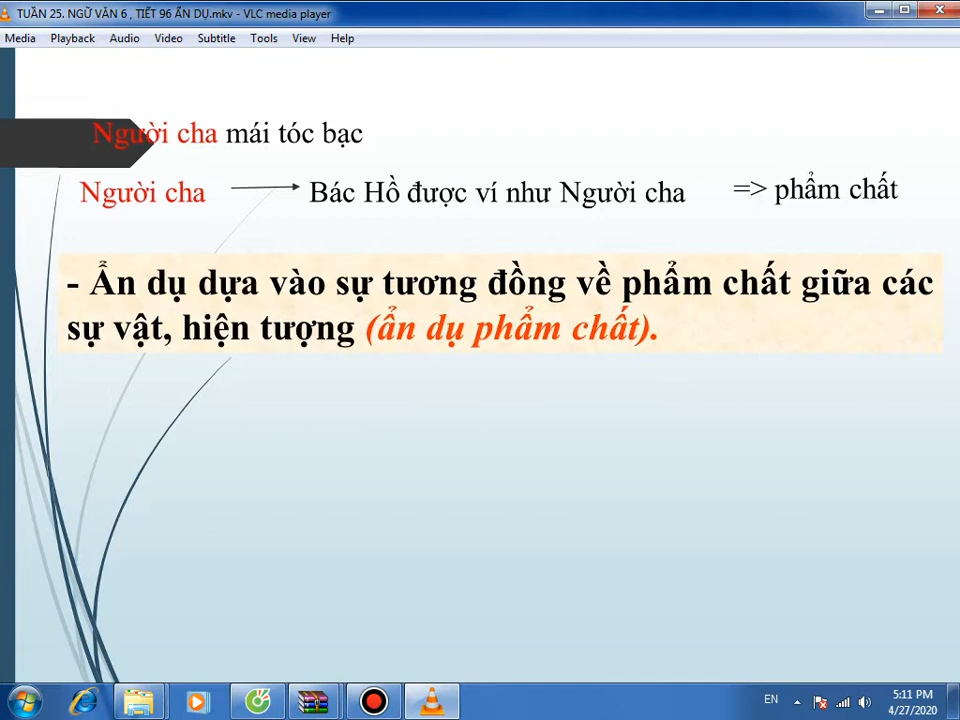 TUẦN 25. NGỮ VĂN 6 , TIẾT 96 ẨN DỤ.mkv - VLC media player
Media Playback Audio Video Subtitle Tools View Help
Người cha mái tóc bạc
Người cha Bác Hồ được ví như Người cha => phẩm chất
- Ẩn dụ dựa vào sự tương đồng về phẩm chất giữa các
sự vật, hiện tượng (ẩn dụ phẩm chất).
EN
5:11 PM
4/27/2020